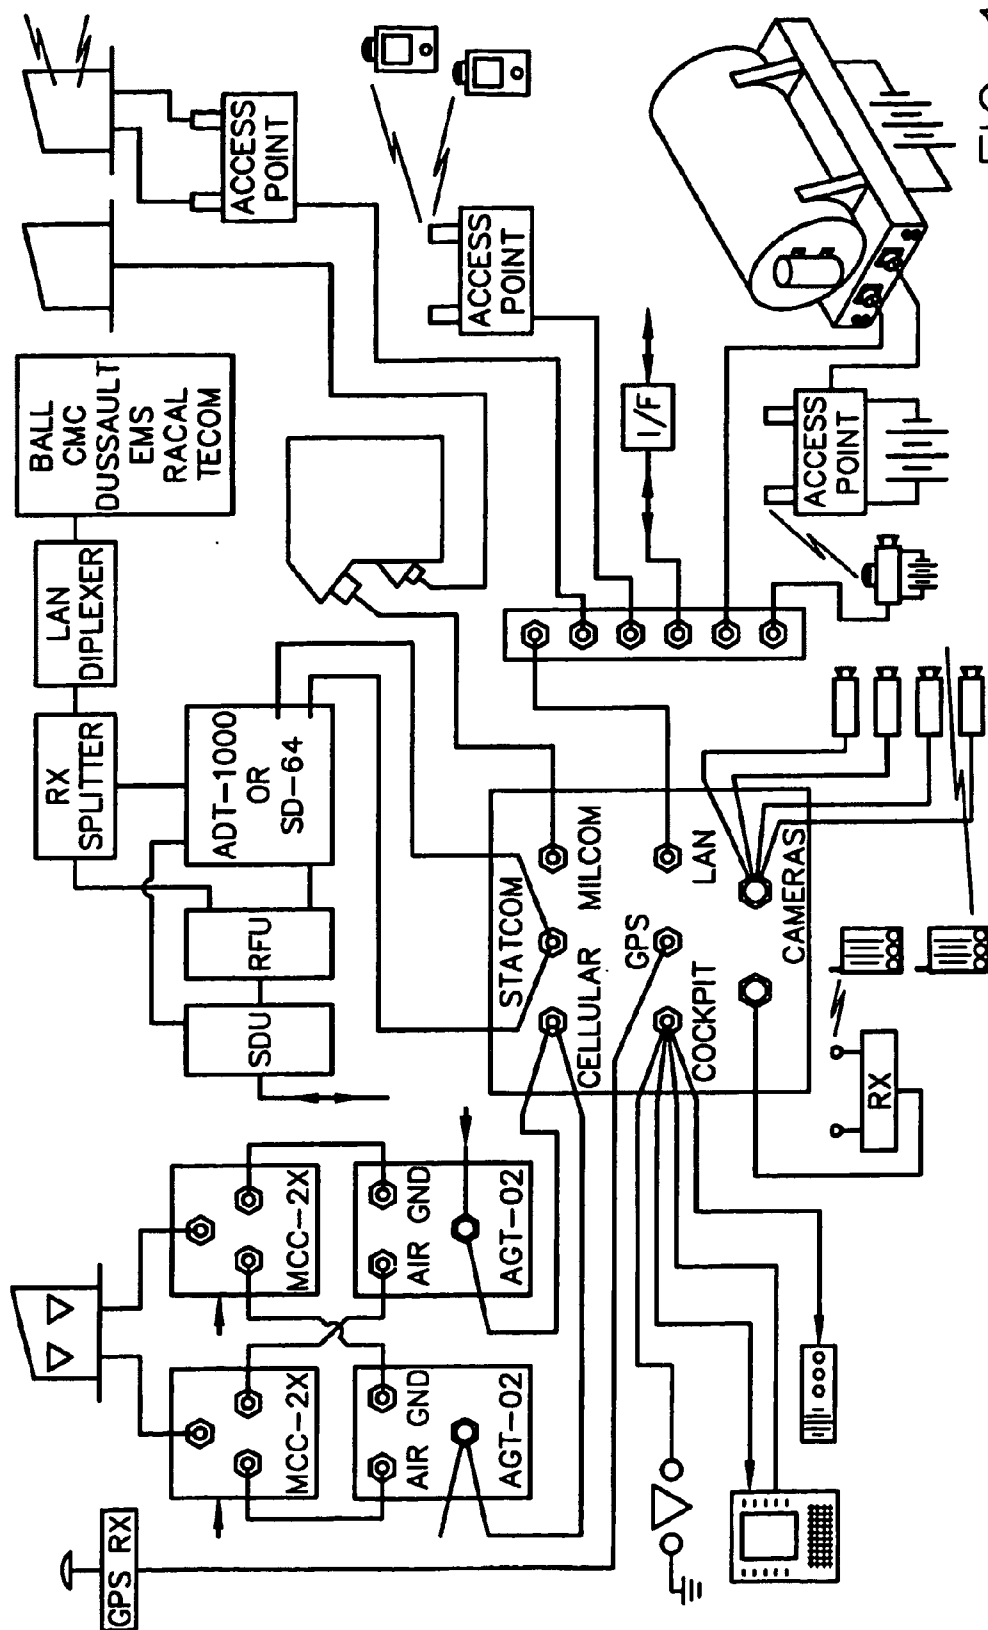 GPS RX
MCC-2X
MCC-2X
AIR GND
AGT-02
AIR GND
AGT-02
SDU
RFU
ADT-1000
OR
SD-64
RX
SPLITTER
LAN
DIPLEXER
BALL
CMC
DUSSAULT
EMS
RACAL
TECOM
ACCESS
POINT
ACCESS
POINT
I/F
ACCESS
POINT
STATCOM
CELLULAR
MILCOM
GPS
LAN
COCKPIT
CAMERAS
RX